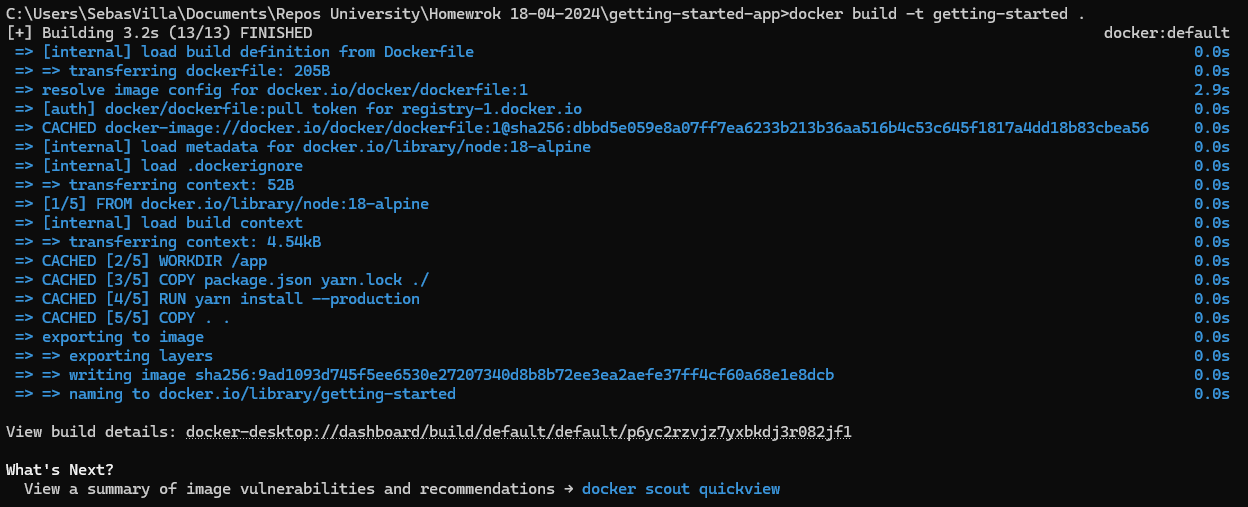 C:\Users\SebasVilla\Documents\Repos University\Homewrok 18-04-2024\getting-started-app>docker build -t getting-started .
[+] Building 3.2s (13/13) FINISHED docker:default
=> [internal] load build definition from Dockerfile 0.0s
=> => transferring dockerfile: 205B 0.0s
=> resolve image config for docker.io/docker/dockerfile:1 2.9s
=> [auth] docker/dockerfile:pull token for registry-1.docker.io 0.0s
=> CACHED docker-image://docker.io/docker/dockerfile:1@sha256:dbbd5e059e8a07ff7ea6233b213b36aa516b4c53c645f1817a4dd18b83cbea56 0.0s
=> [internal] load metadata for docker.io/library/node:18-alpine 0.0s
=> [internal] load .dockerignore 0.0s
=> => transferring context: 52B 0.0s
=> [1/5] FROM docker.io/library/node:18-alpine 0.0s
=> [internal] load build context 0.0s
=> => transferring context: 4.54kB 0.0s
=> CACHED [2/5] WORKDIR /app 0.0s
=> CACHED [3/5] COPY package.json yarn.lock ./ 0.0s
=> CACHED [4/5] RUN yarn install --production 0.0s
=> CACHED [5/5] COPY . . 0.0s
=> exporting to image 0.0s
=> => exporting layers 0.0s
=> => writing image sha256:9ad1093d745f5ee6530e27207340d8b8b72ee3ea2aefe37ff4cf60a68e1e8dcb 0.0s
=> => naming to docker.io/library/getting-started 0.0s
View build details: docker-desktop://dashboard/build/default/default/p6yc2rzvjz7yxbkdj3r082jf1
What's Next?
View a summary of image vulnerabilities and recommendations → docker scout quickview